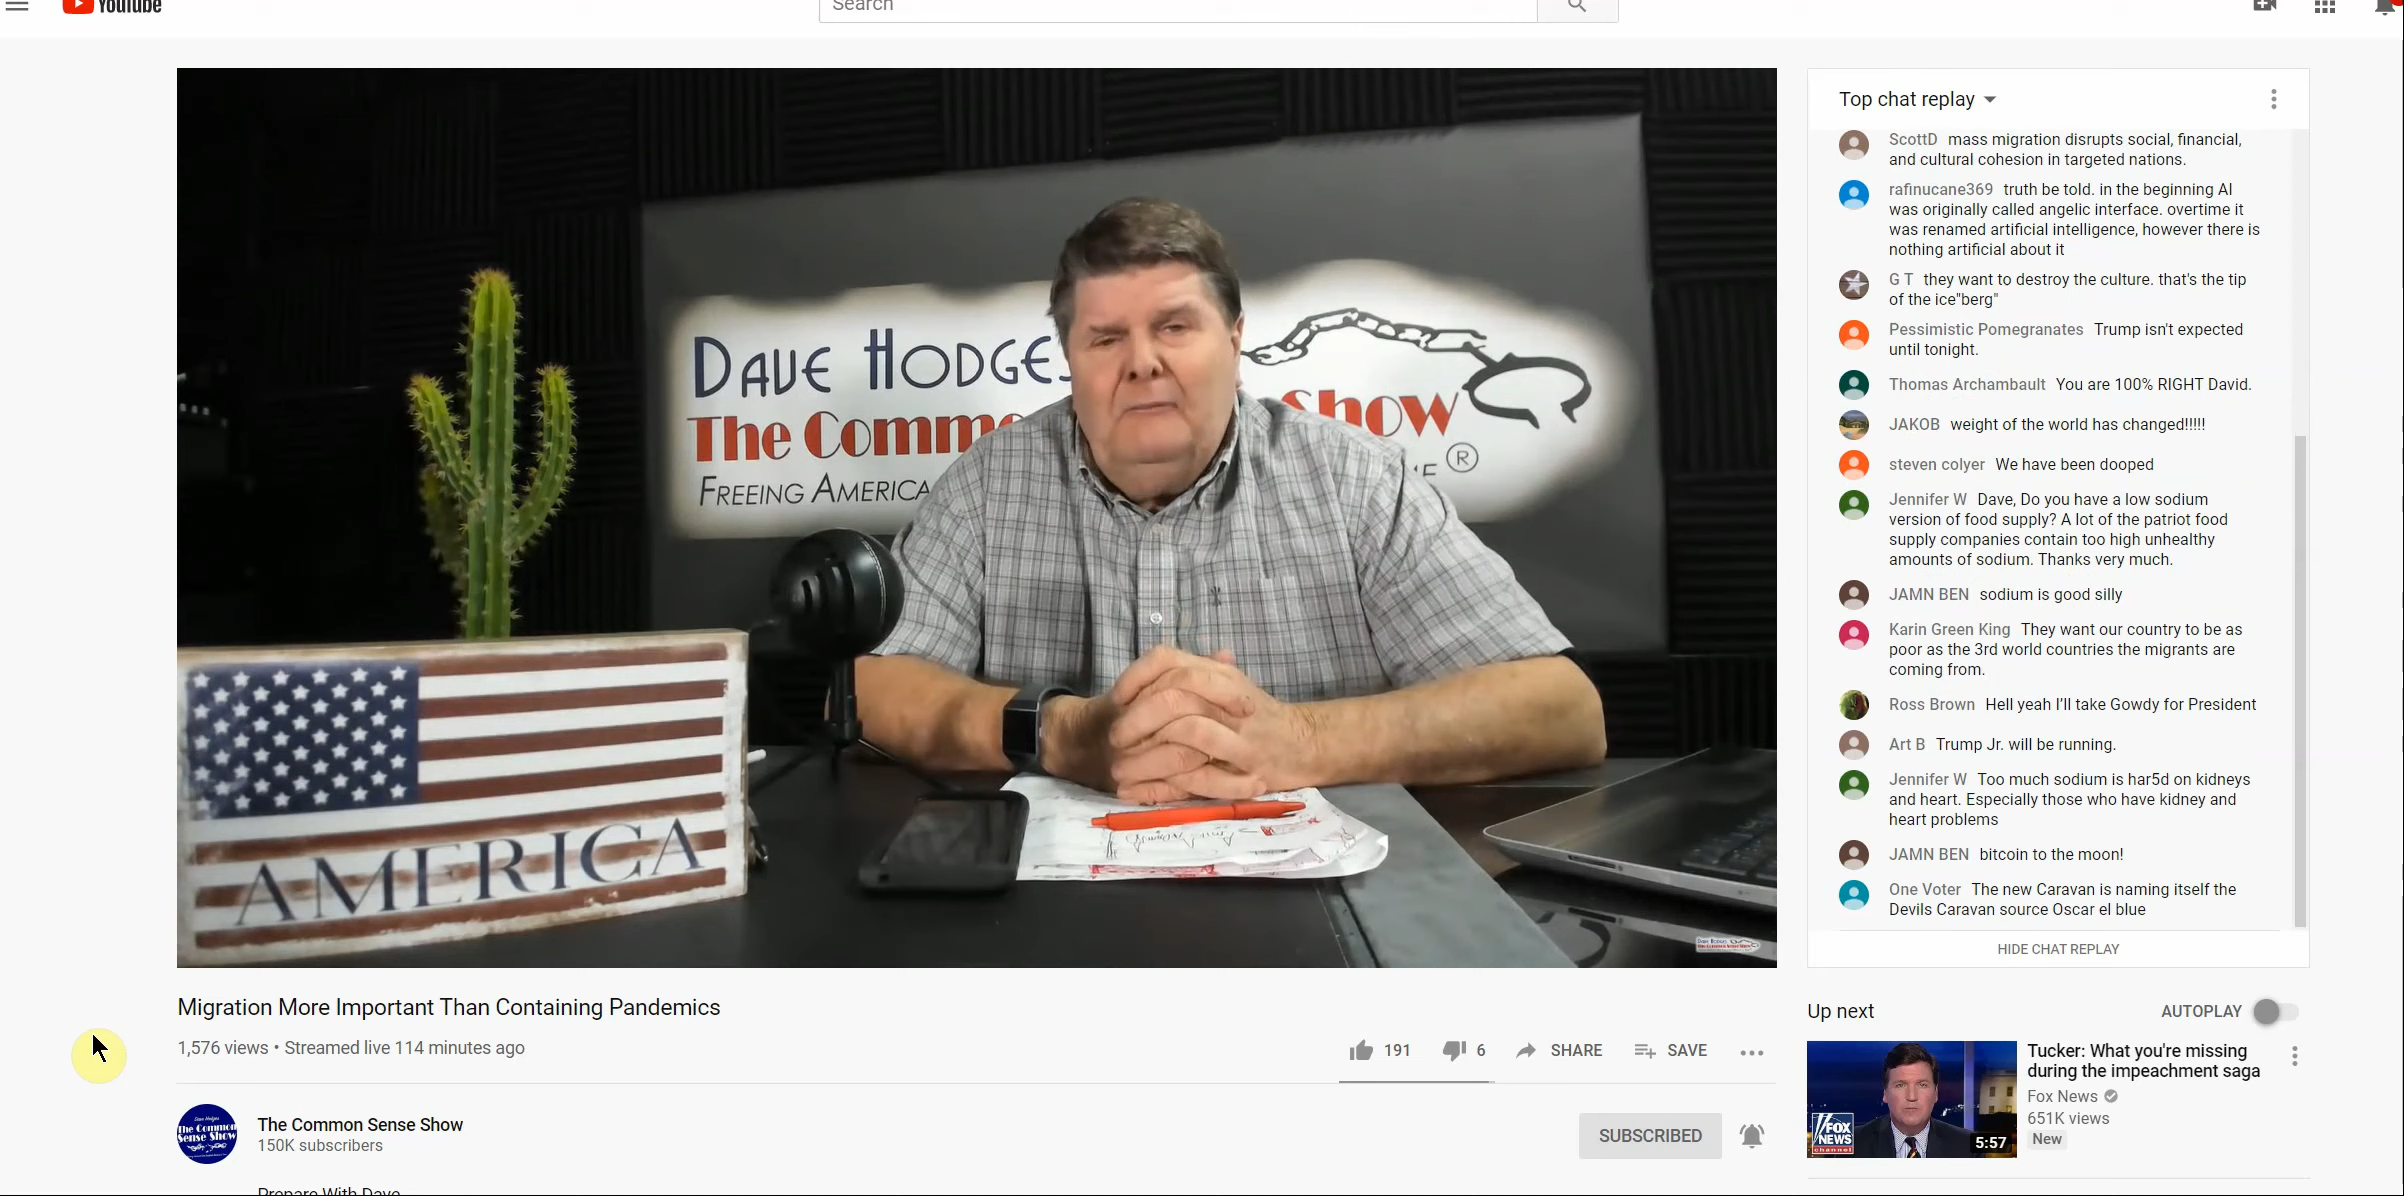 YouTube
Search
DAVE HODGES
The Comm Show
FREEING AMERICA
®
AMERICA
Top chat replay
ScottD mass migration disrupts social, financial,
and cultural cohesion in targeted nations.
rafinucane369 truth be told. in the beginning AI
was originally called angelic interface. overtime it
was renamed artificial intelligence, however there is
nothing artificial about it
G T they want to destroy the culture. that's the tip
of the ice"berg"
Pessimistic Pomegranates Trump isn't expected
until tonight.
Thomas Archambault You are 100% RIGHT David.
JAKOB weight of the world has changed!!!!!
steven colyer We have been dooped
Jennifer W Dave, Do you have a low sodium
version of food supply? A lot of the patriot food
supply companies contain too high unhealthy
amounts of sodium. Thanks very much.
JAMN BEN sodium is good silly
Karin Green King They want our country to be as
poor as the 3rd world countries the migrants are
coming from.
Ross Brown Hell yeah I'll take Gowdy for President
Art B Trump Jr. will be running.
Jennifer W Too much sodium is har5d on kidneys
and heart. Especially those who have kidney and
heart problems
JAMN BEN bitcoin to the moon!
One Voter The new Caravan is naming itself the
Devils Caravan source Oscar el blue
HIDE CHAT REPLAY
Migration More Important Than Containing Pandemics
1,576 views • Streamed live 114 minutes ago
191
6
SHARE
SAVE
The Common Sense Show
150K subscribers
SUBSCRIBED
Prepare With Dave
Up next
AUTOPLAY
Tucker: What you're missing
during the impeachment saga
Fox News
651K views
New
FOX
NEWS
channel
5:57
Dave Hodges
The Common
Sense Show